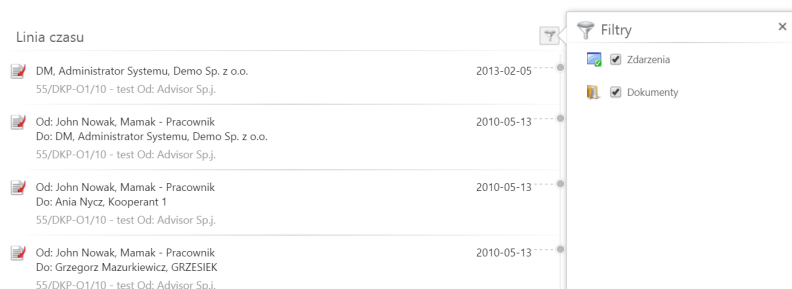 Linia czasu
DM, Administrator Systemu, Demo Sp. z o.o. 2013-02-05
55/DKP-O1/10 - test Od: Advisor Sp.j.
Od: John Nowak, Mamak - Pracownik 2010-05-13
Do: DM, Administrator Systemu, Demo Sp. z o.o.
55/DKP-O1/10 - test Od: Advisor Sp.j.
Od: John Nowak, Mamak - Pracownik 2010-05-13
Do: Ania Nycz, Kooperant 1
55/DKP-O1/10 - test Od: Advisor Sp.j.
Od: John Nowak, Mamak - Pracownik 2010-05-13
Do: Grzegorz Mazurkiewicz, GRZESIEK
55/DKP-O1/10 - test Od: Advisor Sp.j.
Filtry
Zdarzenia
Dokumenty